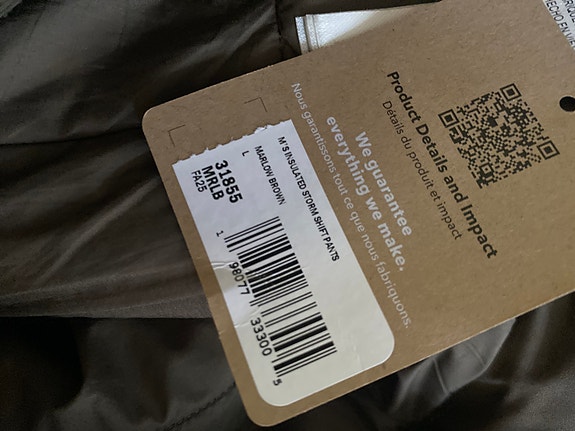 Product Details and Impact
Détails du produit et impact
We guarantee
everything we make.
Nous garantissons tout ce que nous fabriquons.
M'S INSULATED STORM SHIFT PANTS
MARLOW BROWN
L
31855
MRLB
FA25
1 98077 33300 5